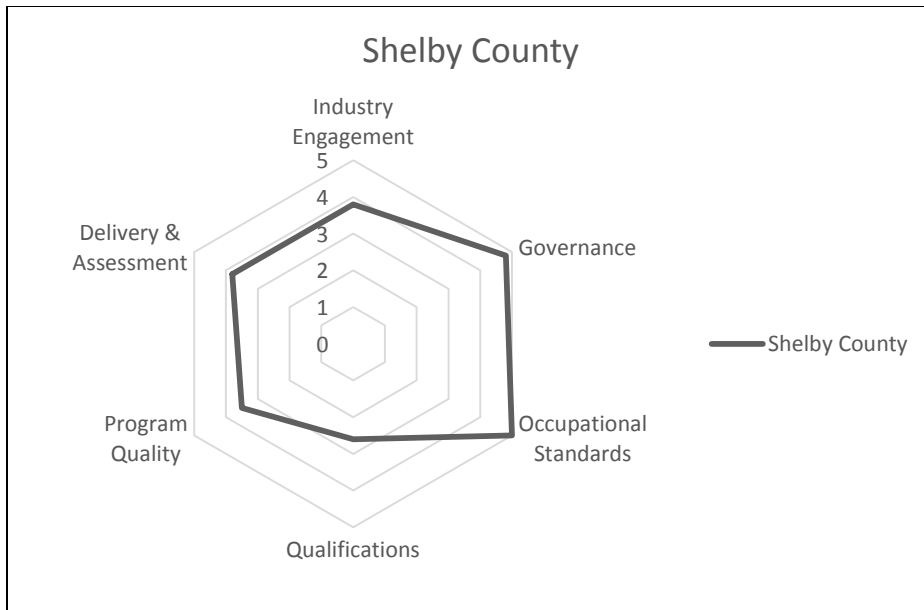 Shelby County
Industry
Engagement
5
4
3
2
1
0
Governance
Occupational
Standards
Qualifications
Program
Quality
Delivery &
Assessment
Shelby County